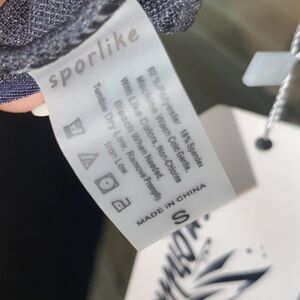 sporlike
82%Polyester 18% Spandex
Machine Wash Cold Gentle,
With Like Colors, Non-Chlorine
Bleach When Needed,
Tumble Dry Low, Remove Promptly,
Iron Low
MADE IN CHINA
S